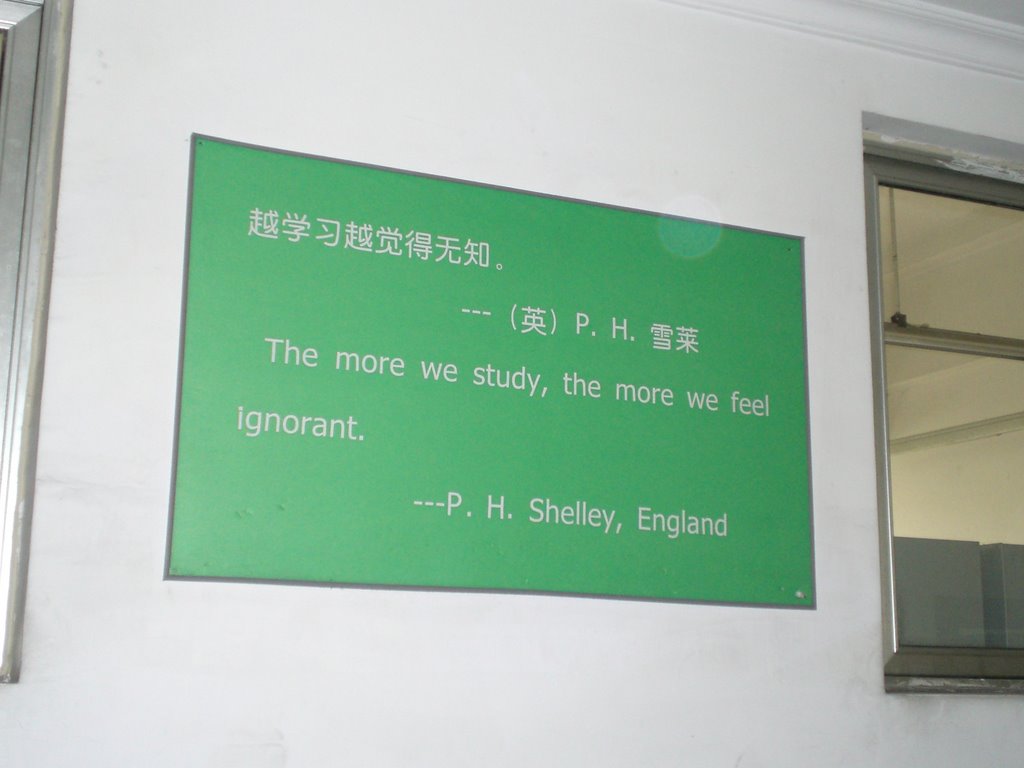 越学习越觉得无知。
--- （英）P. H. 雪莱
The more we study, the more we feel
ignorant.
---P. H. Shelley, England